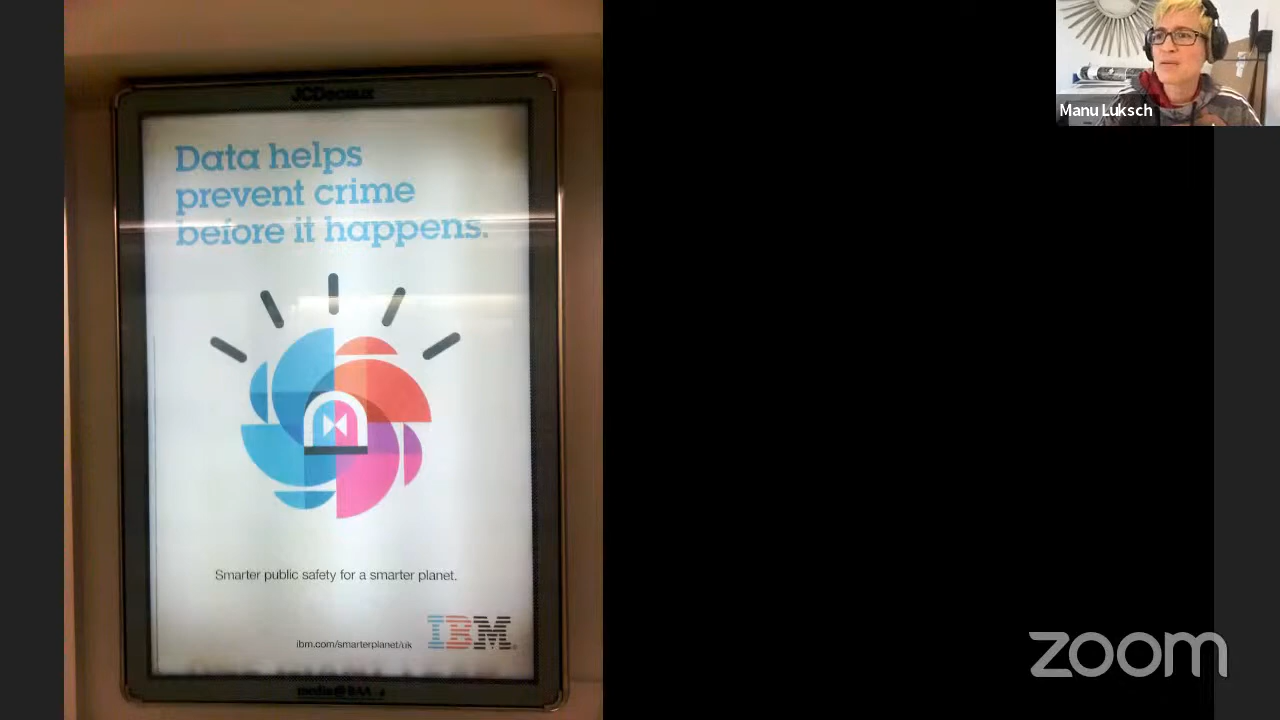 JCDecaux
Data helps
prevent crime
before it happens.
Smarter public safety for a smarter planet.
ibm.com/smarterplanet/uk
IBM
Manu Luksch
zoom